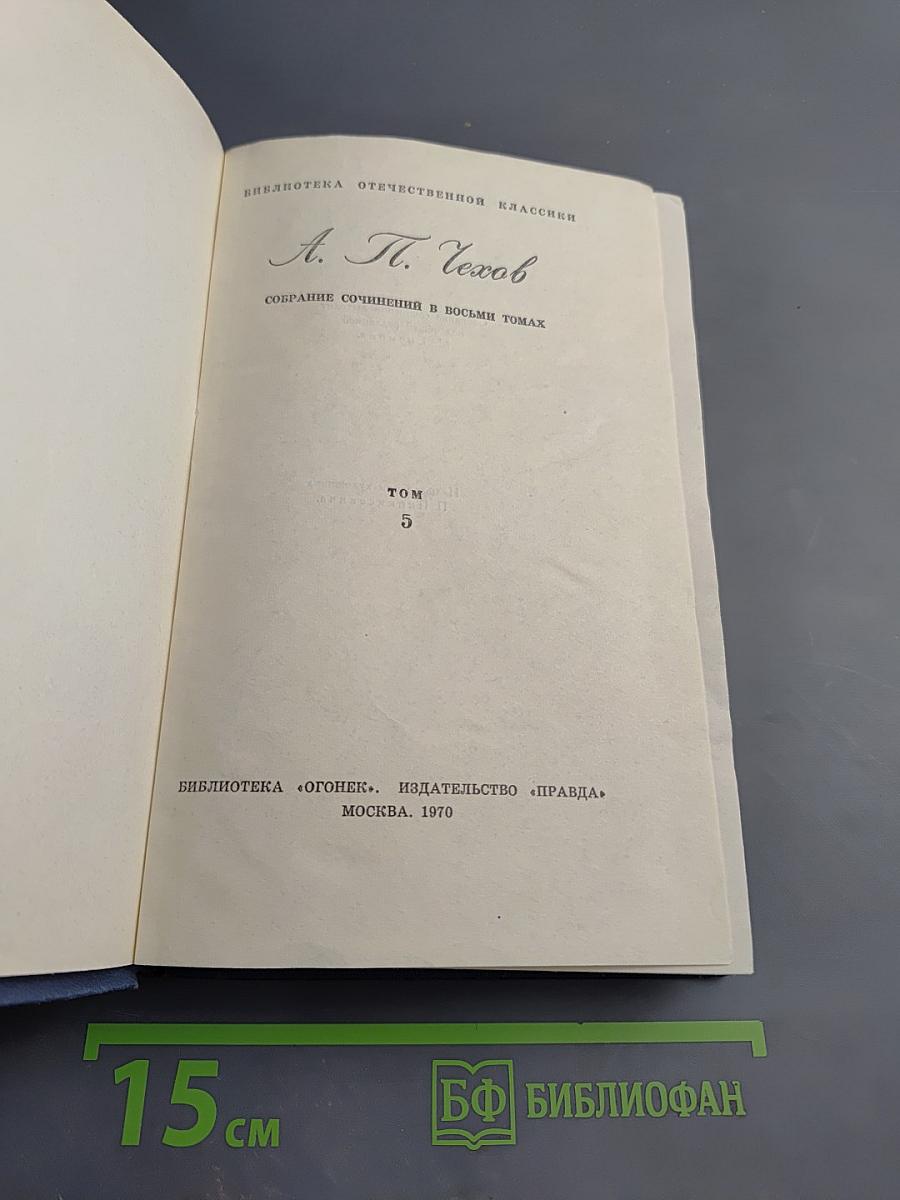 БИБЛИОТЕКА ОТЕЧЕСТВЕННОЙ КЛАССИКИ
А. П. Чехов
СОБРАНИЕ СОЧИНЕНИЙ В ВОСЬМИ ТОМАХ
ТОМ
5
БИБЛИОТЕКА «ОГОНЕК». ИЗДАТЕЛЬСТВО «ПРАВДА»
МОСКВА. 1970
15 см
БФ БИБЛИОФАН